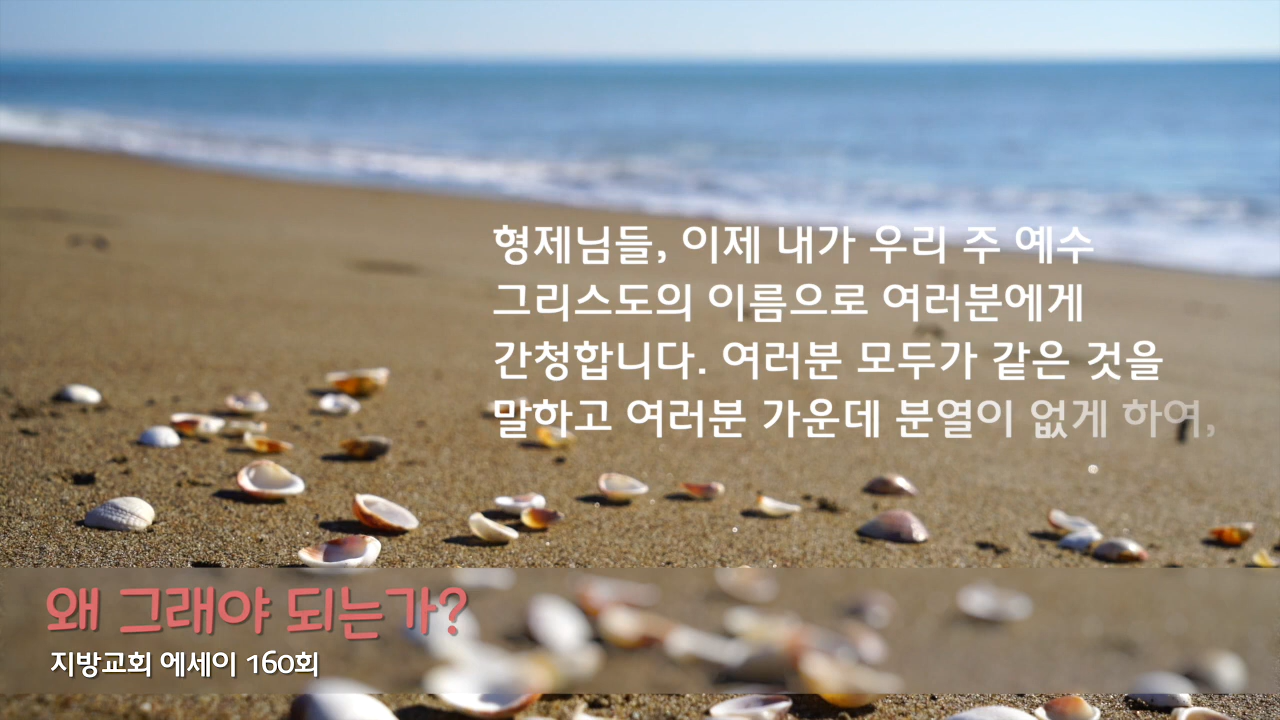 형제님들, 이제 내가 우리 주 예수
그리스도의 이름으로 여러분에게
간청합니다. 여러분 모두가 같은 것을
말하고 여러분 가운데 분열이 없게 하여,
왜 그래야 되는가?
지방교회 에세이 160회